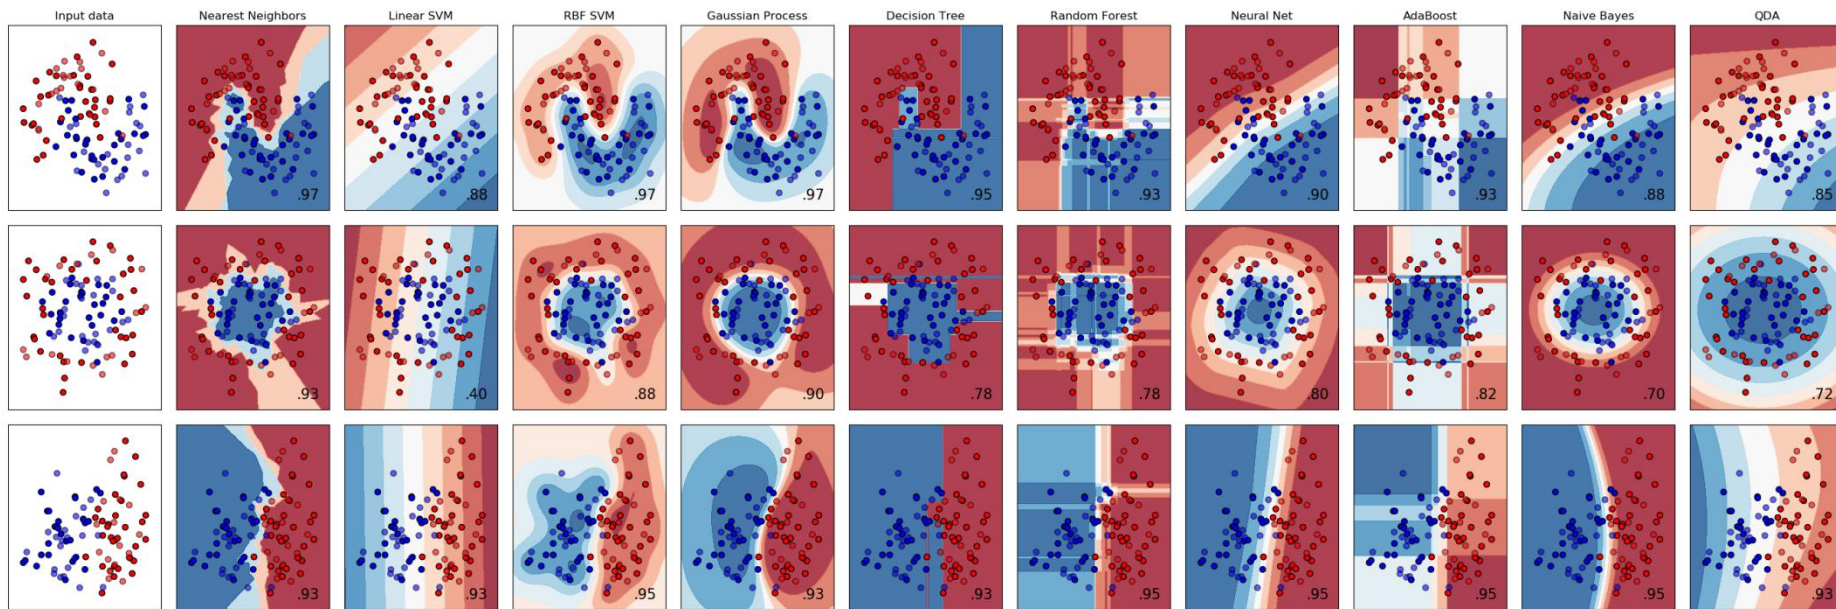 Input data Nearest Neighbors Linear SVM RBF SVM Gaussian Process Decision Tree Random Forest Neural Net AdaBoost Naive Bayes QDA
.97 .88 .97 .97 .95 .93 .90 .93 .88 .85
.93 .40 .88 .90 .78 .78 .80 .82 .70 .72
.93 .93 .95 .93 .93 .95 .95 .95 .95 .93